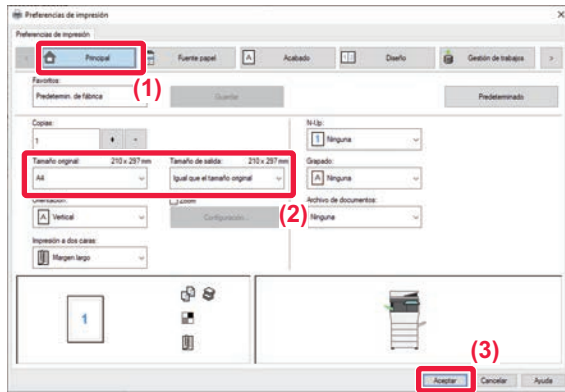 Preferencias de impresión
Preferencias de impresión
Principal
Fuente papel
Acabado
Diseño
Gestión de trabajos
(1)
Favoritos:
Predetermin. de fábrica
Guardar
Predeterminado
Copias:
1
+ -
N-Up:
1 Ninguna
Tamaño original: 210 x 297 mm
A4
Tamaño de salida: 210 x 297 mm
Igual que el tamaño original
Grapado:
Ninguna
(2)
Orientación:
Vertical
Zoom
Configuración...
Archivo de documentos:
Ninguna
Impresión a dos caras:
Margen largo
1
(3)
Aceptar
Cancelar
Ayuda